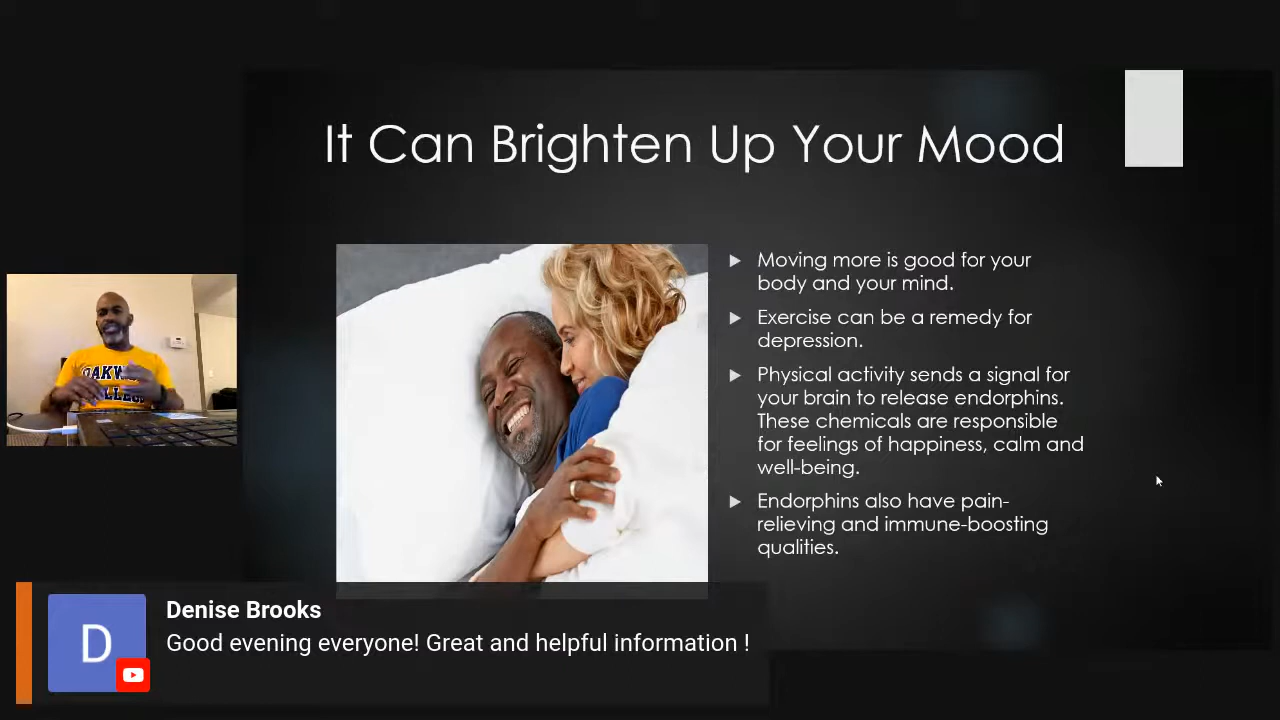 It Can Brighten Up Your Mood
Moving more is good for your
body and your mind.
Exercise can be a remedy for
depression.
Physical activity sends a signal for
your brain to release endorphins.
These chemicals are responsible
for feelings of happiness, calm and
well-being.
Endorphins also have pain-
relieving and immune-boosting
qualities.
D
Denise Brooks
Good evening everyone! Great and helpful information !